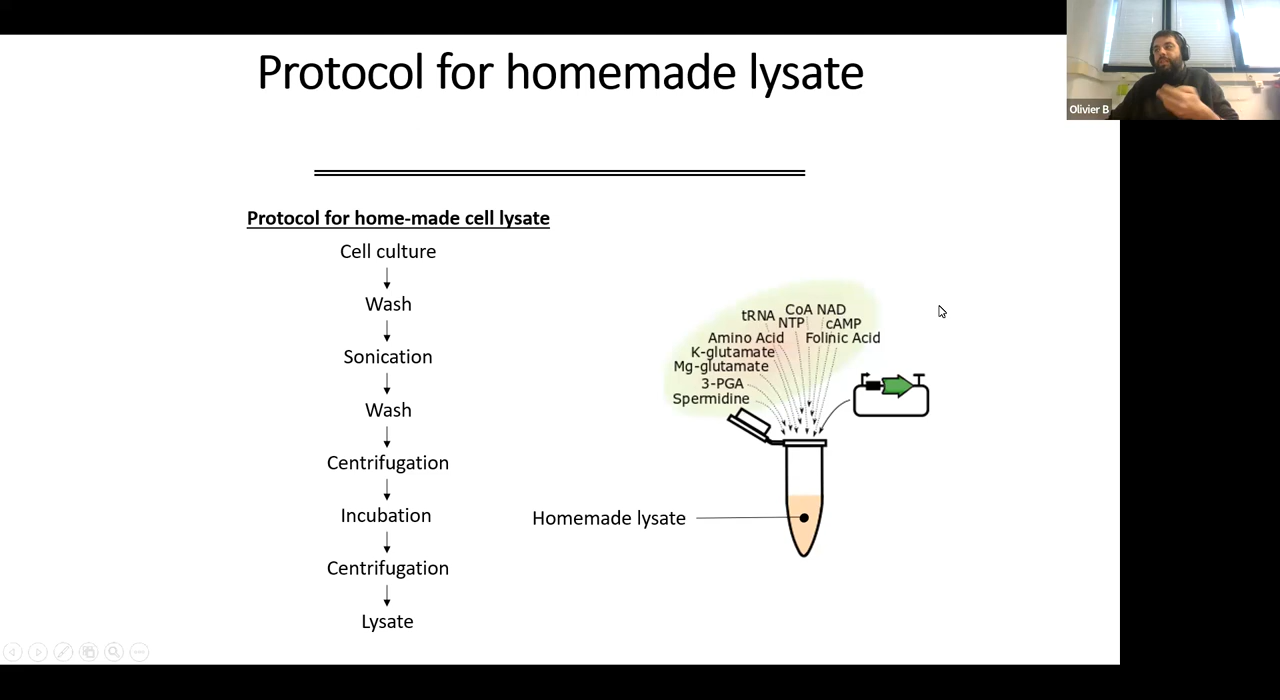 Protocol for homemade lysate
Olivier B
Protocol for home-made cell lysate
Cell culture
Wash
Sonication
Wash
Centrifugation
Incubation
Centrifugation
Lysate
CoA NAD
tRNA
NTP
cAMP
Amino Acid
Folinic Acid
K-glutamate
Mg-glutamate
3-PGA
Spermidine
Homemade lysate